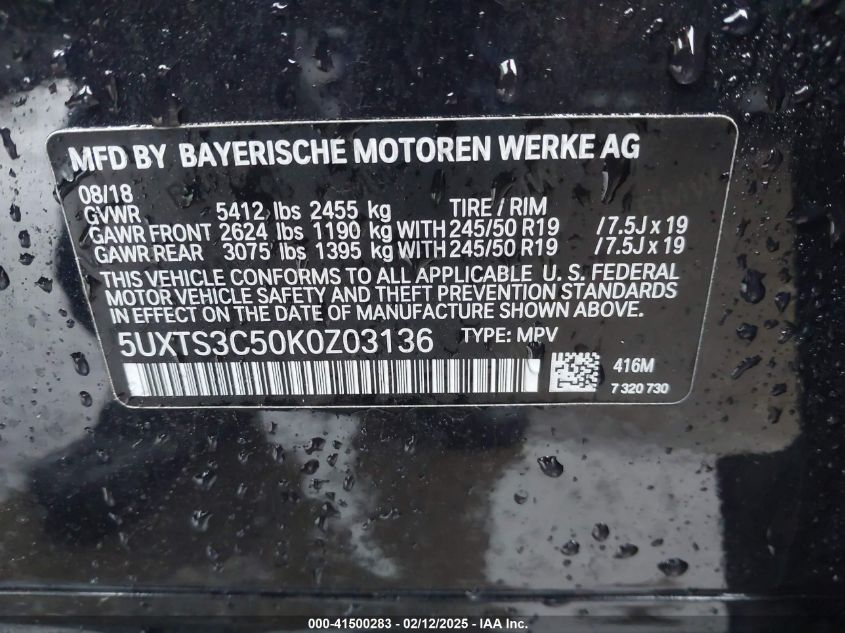 MFD BY BAYERISCHE MOTOREN WERKE AG
08/18
GVWR 5412 lbs 2455 kg TIRE / RIM
GAWR FRONT 2624 lbs 1190 kg WITH 245/50 R19 /7.5J x 19
GAWR REAR 3075 lbs 1395 kg WITH 245/50 R19 /7.5J x 19
THIS VEHICLE CONFORMS TO ALL APPLICABLE U. S. FEDERAL
MOTOR VEHICLE SAFETY AND THEFT PREVENTION STANDARDS
IN EFFECT ON THE DATE OF MANUFACTURE SHOWN ABOVE.
5UXTS3C50K0Z03136 TYPE: MPV
416M
7 320 730
000-41500283 - 02/12/2025 - IAA Inc.